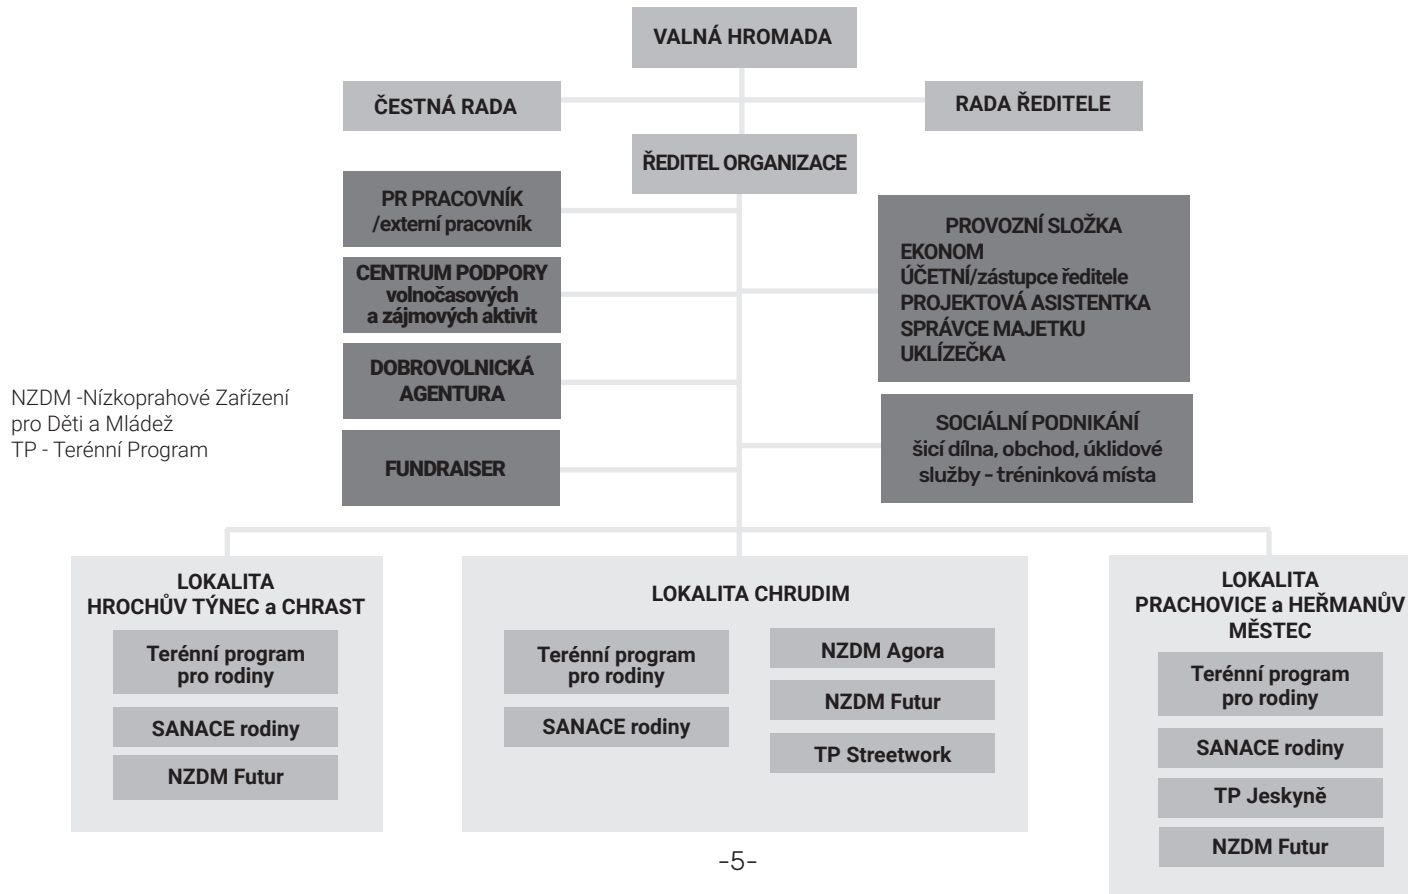 VALNÁ HROMADA
ČESTNÁ RADA
RADA ŘEDITELE
ŘEDITEL ORGANIZACE
PR PRACOVNÍK
/externí pracovník
CENTRUM PODPORY
volnočasových
a zájmových aktivit
DOBROVOLNICKÁ
AGENTURA
FUNDRAISER
PROVOZNÍ SLOŽKA
EKONOM
ÚČETNÍ/zástupce ředitele
PROJEKTOVÁ ASISTENTKA
SPRÁVCE MAJETKU
UKLÍZEČKA
SOCIÁLNÍ PODNIKÁNÍ
šicí dílna, obchod, úklidové
služby - tréninková místa
NZDM -Nízkoprahové Zařízení
pro Děti a Mládež
TP - Terénní Program
LOKALITA
HROCHŮV TÝNEC a CHRAST
Terénní program
pro rodiny
SANACE rodiny
NZDM Futur
LOKALITA CHRUDIM
Terénní program
pro rodiny
SANACE rodiny
NZDM Agora
NZDM Futur
TP Streetwork
LOKALITA
PRACHOVICE a HEŘMANŮV
MĚSTEC
Terénní program
pro rodiny
SANACE rodiny
TP Jeskyně
NZDM Futur
-5-